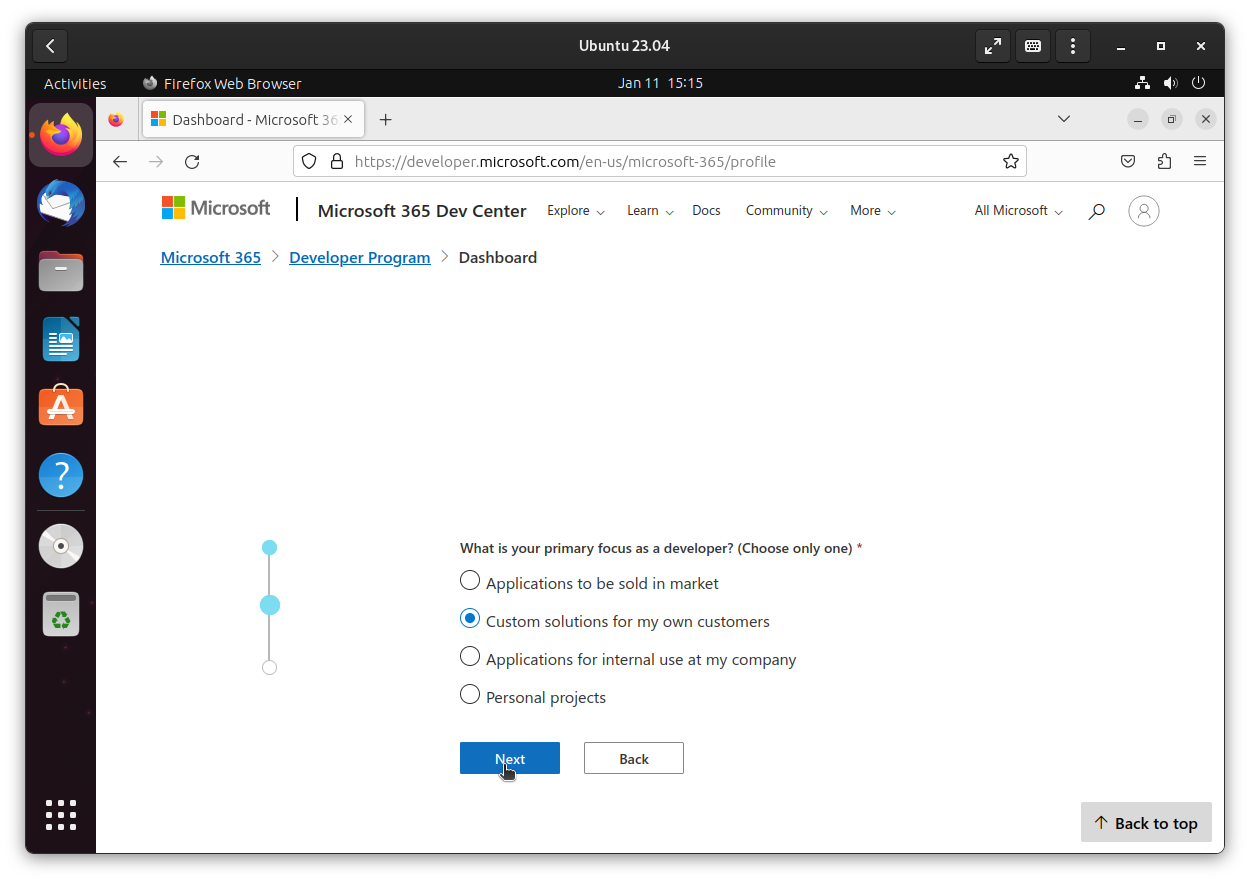 Ubuntu 23.04
Activities
Firefox Web Browser
Jan 11 15:15
Dashboard - Microsoft 36
https://developer.microsoft.com/en-us/microsoft-365/profile
Microsoft
Microsoft 365 Dev Center
Explore
Learn
Docs
Community
More
All Microsoft
Microsoft 365 > Developer Program > Dashboard
What is your primary focus as a developer? (Choose only one) *
Applications to be sold in market
Custom solutions for my own customers
Applications for internal use at my company
Personal projects
Next
Back
Back to top